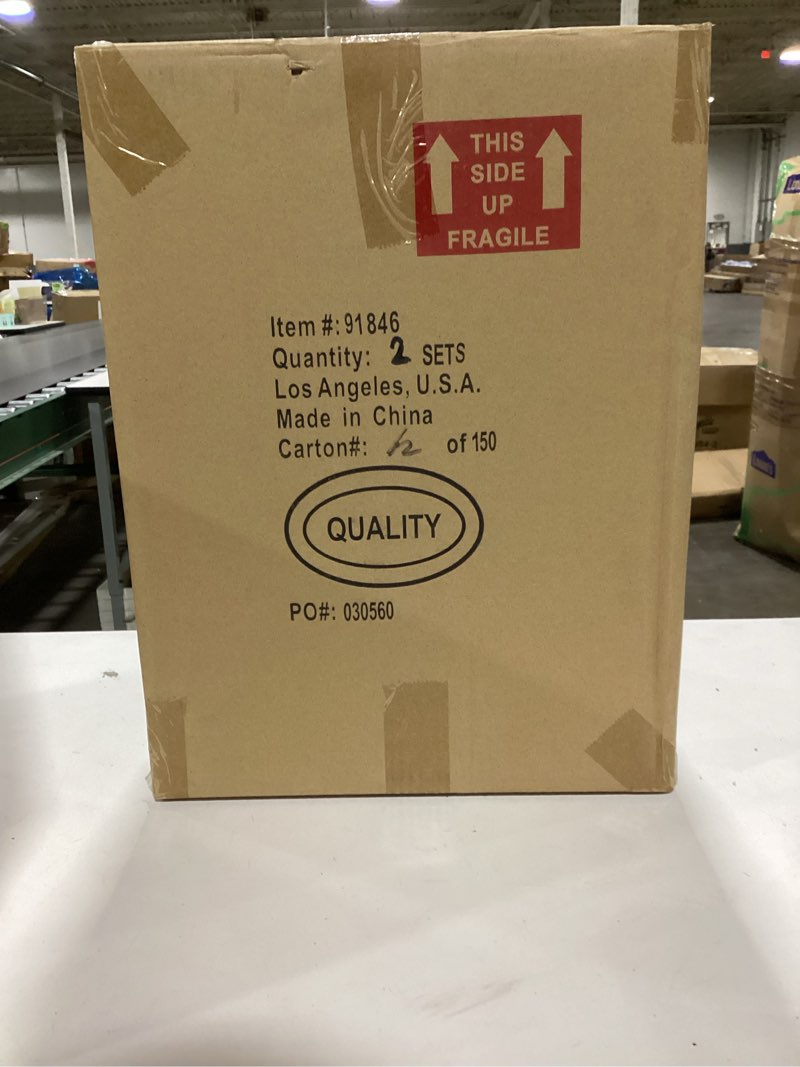 THIS
SIDE
UP
FRAGILE
Item #: 91846
Quantity: 2 SETS
Los Angeles, U.S.A.
Made in China
Carton#: of 150
QUALITY
PO#: 030560